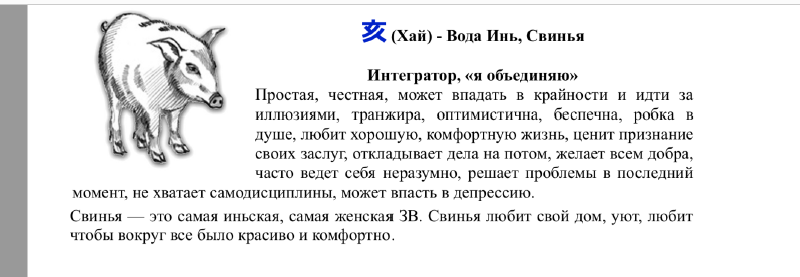 亥 (Хай) - Вода Инь, Свинья
Интегратор, «я объединяю»
Простая, честная, может впадать в крайности и идти за
иллюзиями, транжира, оптимистична, беспечна, робка в
душе, любит хорошую, комфортную жизнь, ценит признание
своих заслуг, откладывает дела на потом, желает всем добра,
часто ведет себя неразумно, решает проблемы в последний
момент, не хватает самодисциплины, может впасть в депрессию.
Свинья — это самая иньская, самая женская ЗВ. Свинья любит свой дом, уют, любит
чтобы вокруг все было красиво и комфортно.